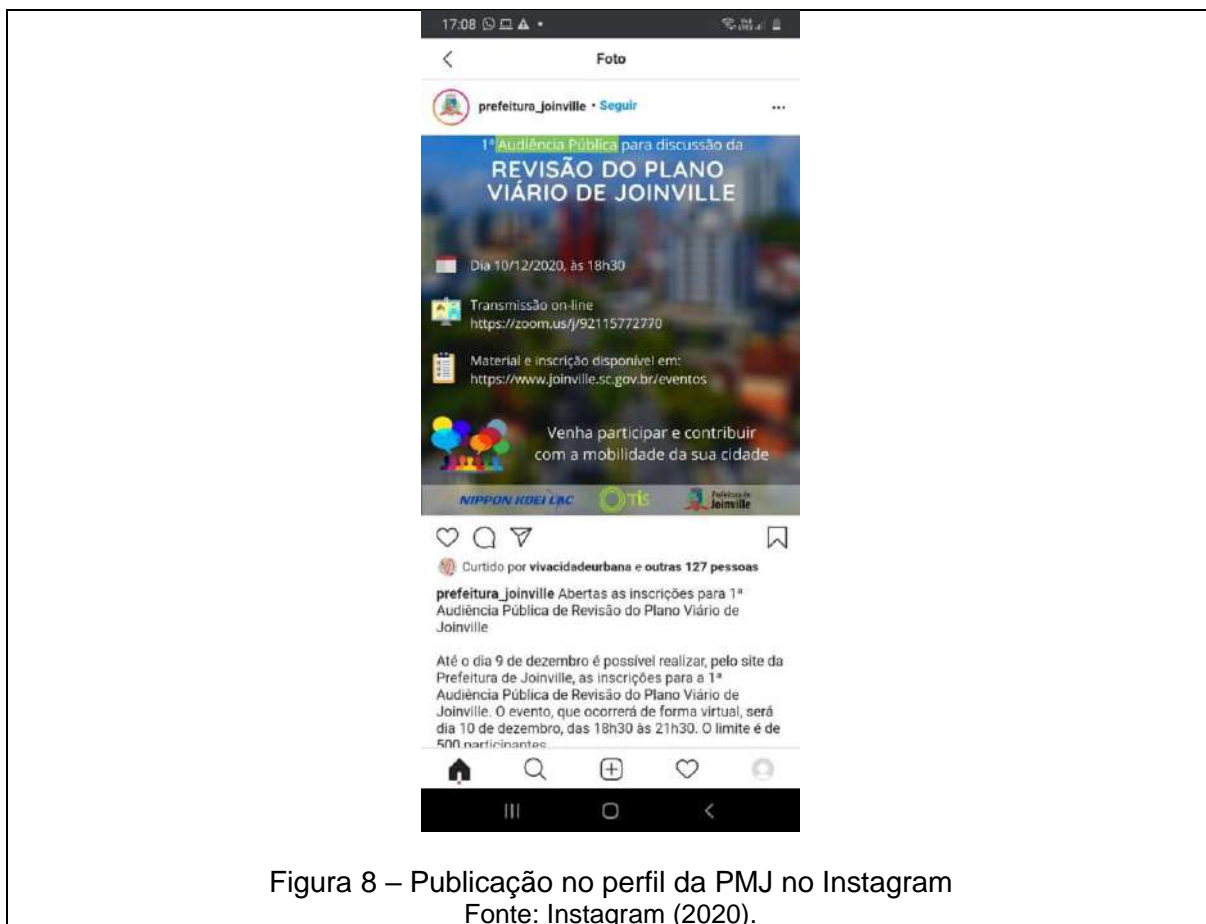 17:08
Foto
prefeitura_joinville • Seguir
1ª Audiência Pública para discussão da
REVISÃO DO PLANO
VIÁRIO DE JOINVILLE
Dia 10/12/2020, às 18h30
Transmissão on-line
https://zoom.us/j/92115772770
Material e inscrição disponível em:
https://www.joinville.sc.gov.br/eventos
Venha participar e contribuir
com a mobilidade da sua cidade
NIPPON KOEI LAC
TIS
Prefeitura de
Joinville
Curtido por vivacidadeurbana e outras 127 pessoas
prefeitura_joinville Abertas as inscrições para 1ª
Audiência Pública de Revisão do Plano Viário de
Joinville
Até o dia 9 de dezembro é possível realizar, pelo site da
Prefeitura de Joinville, as inscrições para a 1ª
Audiência Pública de Revisão do Plano Viário de
Joinville. O evento, que ocorrerá de forma virtual, será
dia 10 de dezembro, das 18h30 às 21h30. O limite é de
500 participantes
Figura 8 – Publicação no perfil da PMJ no Instagram
Fonte: Instagram (2020).